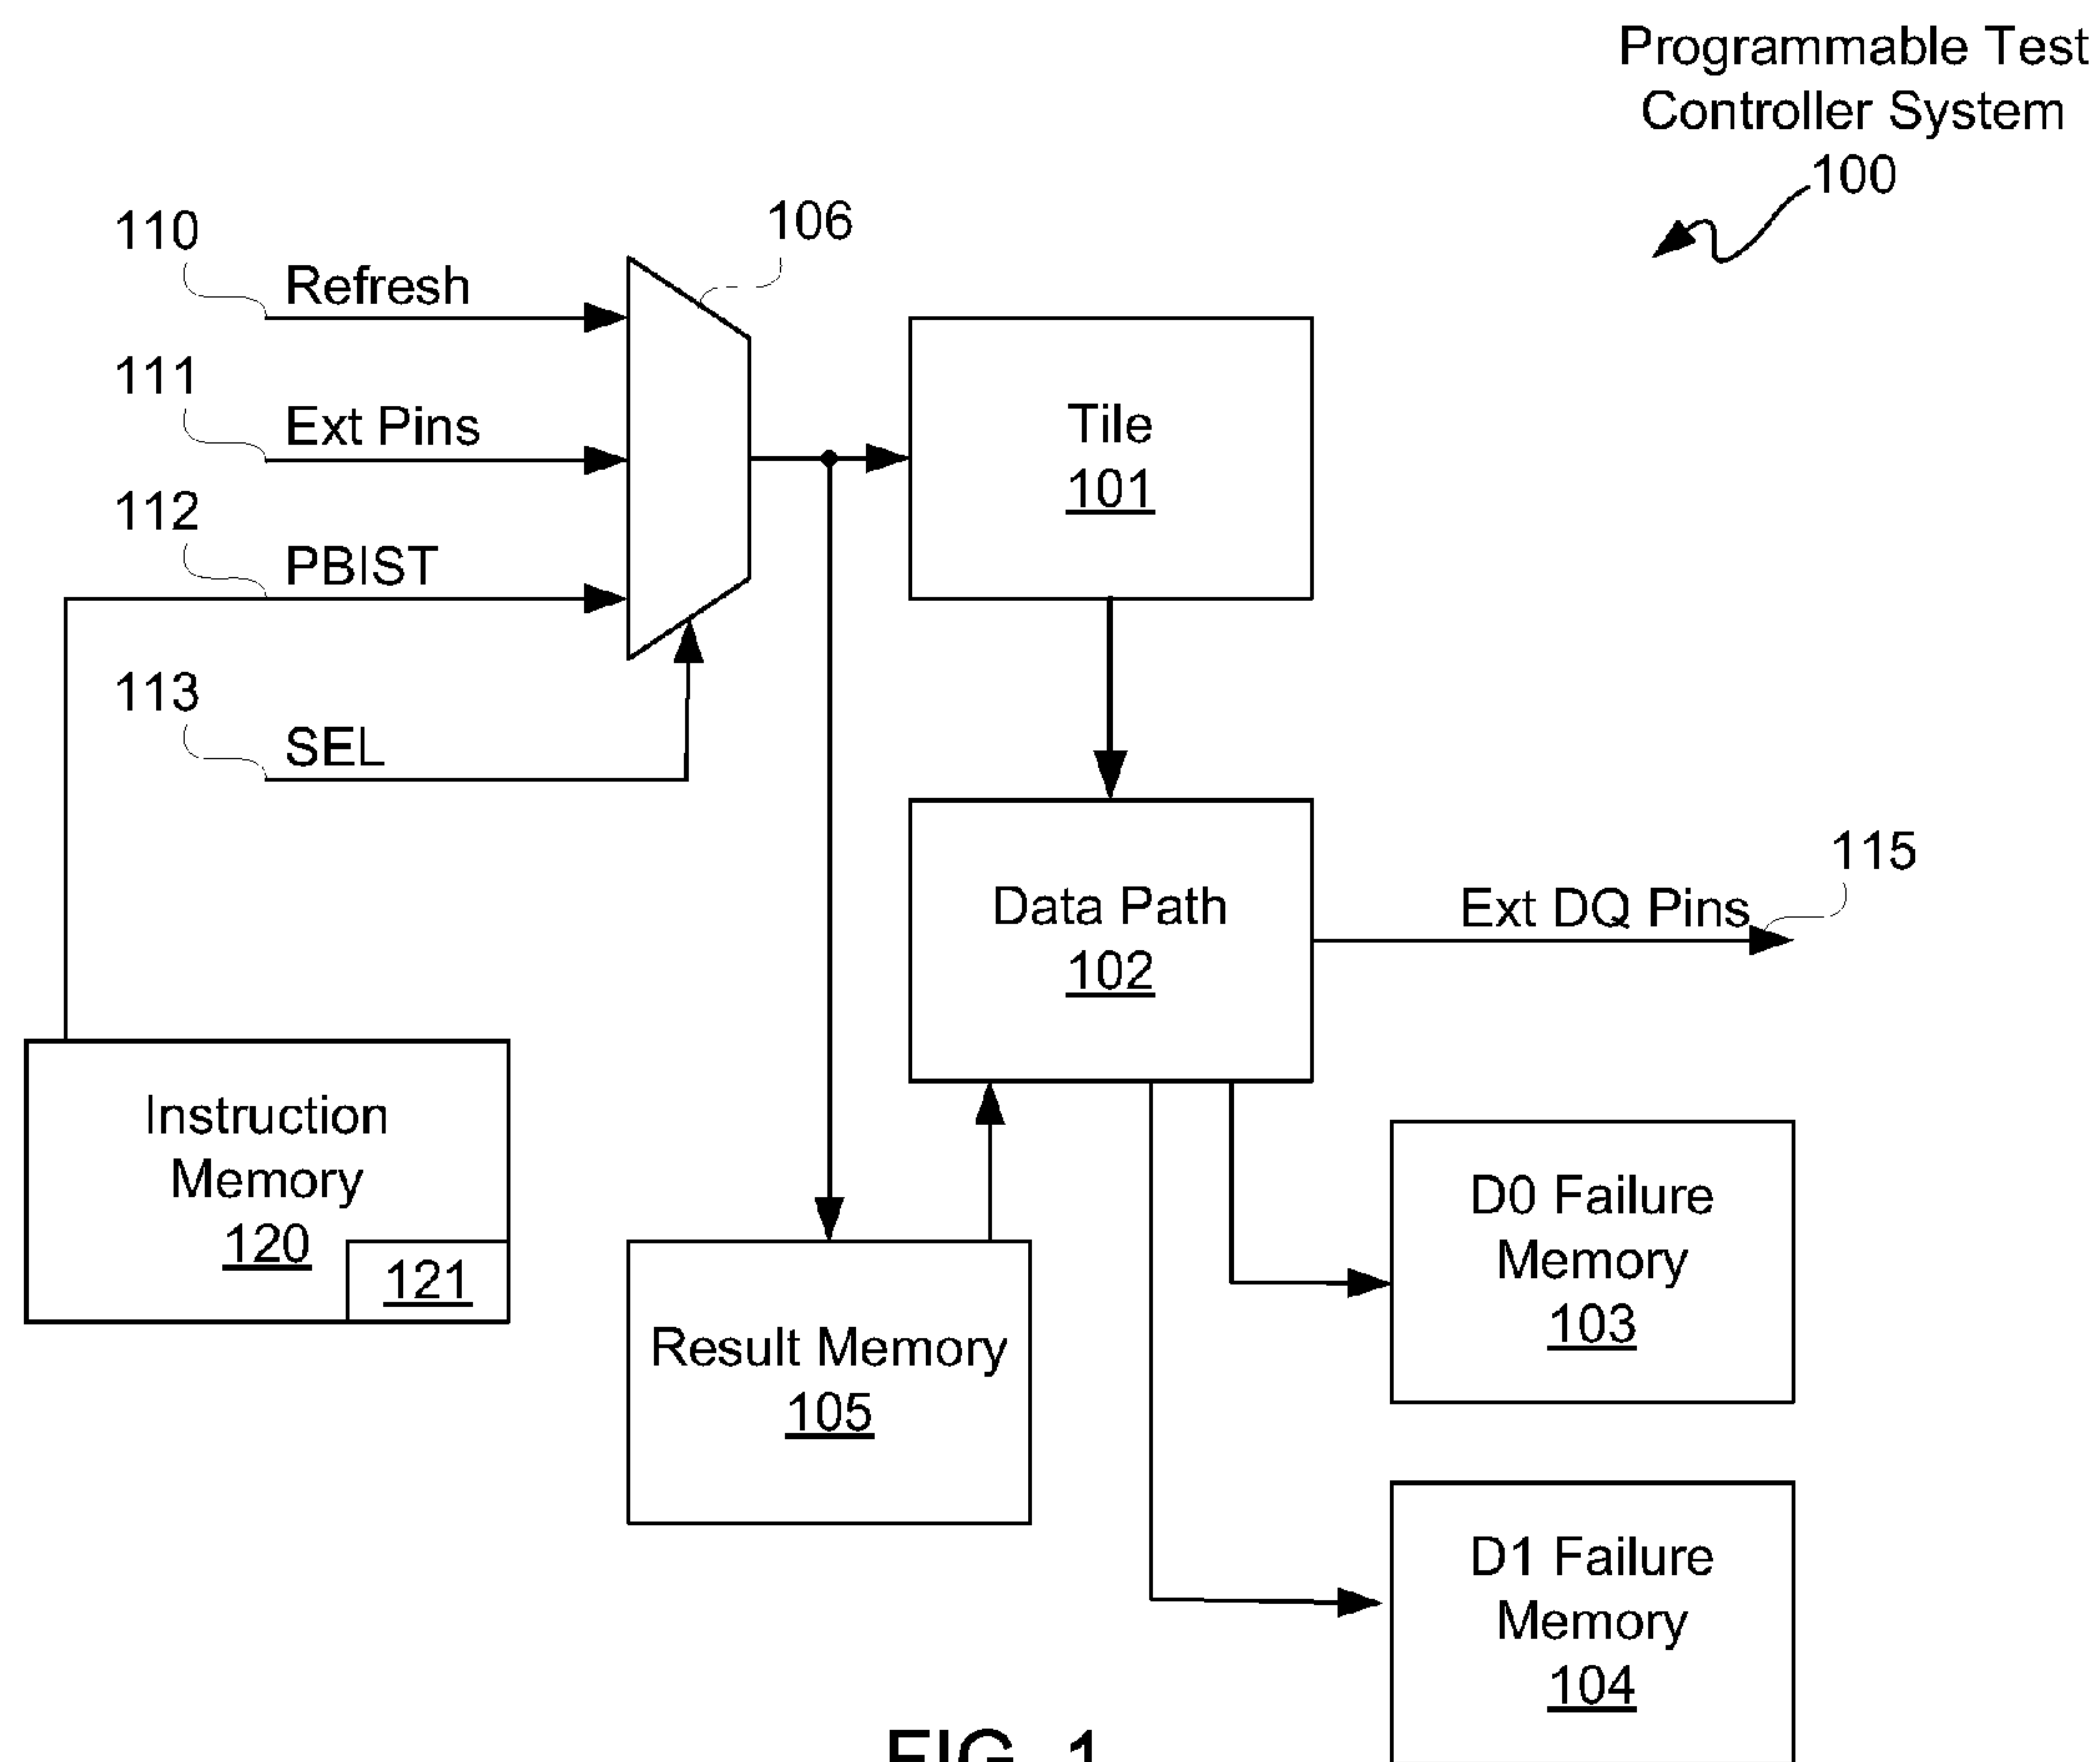 Programmable Test
Controller System
100
106
110
Refresh
111
Ext Pins
112
PBIST
113
SEL
Tile
101
Data Path
102
115
Ext DQ Pins
Instruction
Memory
120
121
Result Memory
105
D0 Failure
Memory
103
D1 Failure
Memory
104
FIG. 1